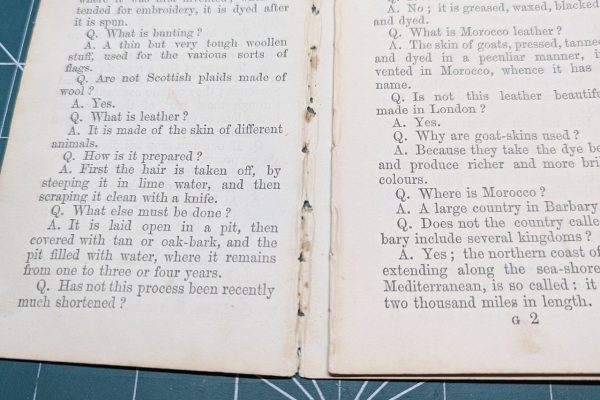 tended for embroidery, it is dyed after
it is spun.
Q. What is bunting?
A. A thin but very tough woollen
stuff, used for the various sorts of
flags.
Q. Are not Scottish plaids made of
wool?
A. Yes.
Q. What is leather?
A. It is made of the skin of different
animals.
Q. How is it prepared?
A. First the hair is taken off, by
steeping it in lime water, and then
scraping it clean with a knife.
Q. What else must be done?
A. It is laid open in a pit, then
covered with tan or oak-bark, and the
pit filled with water, where it remains
from one to three or four years.
Q. Has not this process been recently
much shortened?
A. No; it is greased, waxed, blacked
and dyed.
Q. What is Morocco leather?
A. The skin of goats, pressed, tanned
and dyed in a peculiar manner,
vented in Morocco, whence it has
name.
Q. Is not this leather
made in London?
A. Yes.
Q. Why are goat-skins used?
A. Because they take the dye
and produce richer and more
colours.
Q. Where is Morocco?
A. A large country in Barbary
Q. Does not the country
bary include several kingdoms?
A. Yes; the northern coast of
extending along the sea-shore
Mediterranean, is so called: it
two thousand miles in length.
G 2